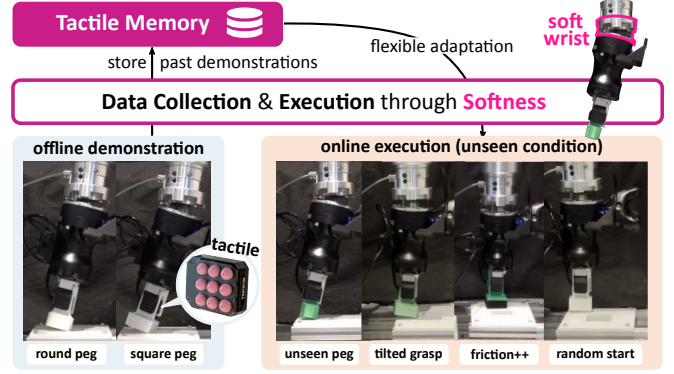 Tactile Memory
soft
wrist
flexible adaptation
store past demonstrations
Data Collection & Execution through Softness
offline demonstration
online execution (unseen condition)
tactile
round peg
square peg
unseen peg
tilted grasp
friction++
random start